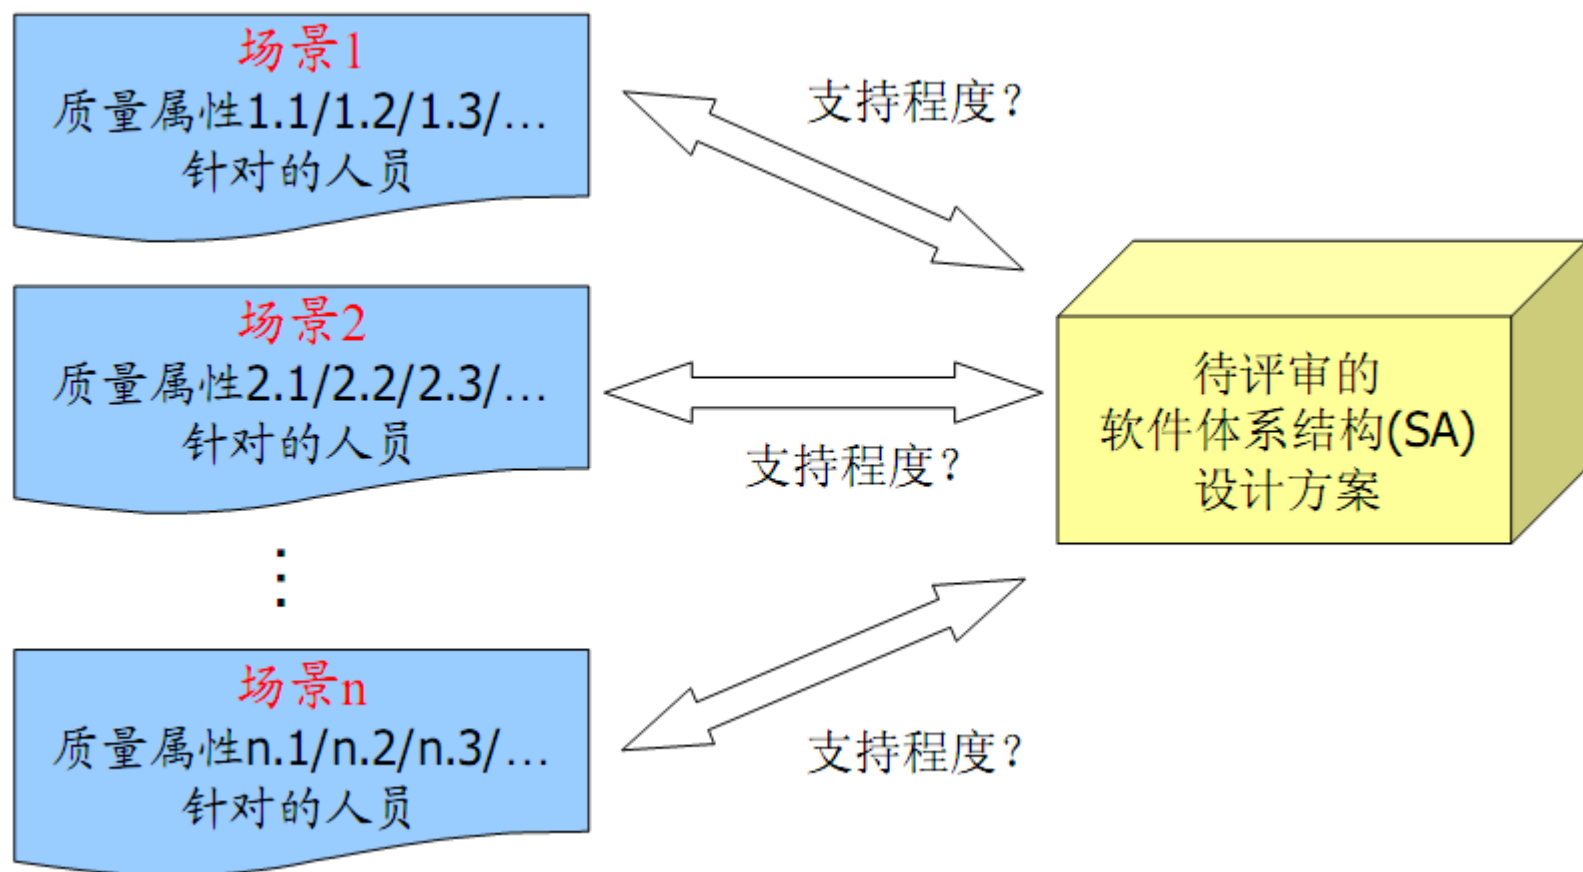 场景1
质量属性1.1/1.2/1.3/…
针对的人员
支持程度?
场景2
质量属性2.1/2.2/2.3/…
针对的人员
支持程度?
待评审的
软件体系结构(SA)
设计方案
⋮
场景n
质量属性n.1/n.2/n.3/…
针对的人员
支持程度?